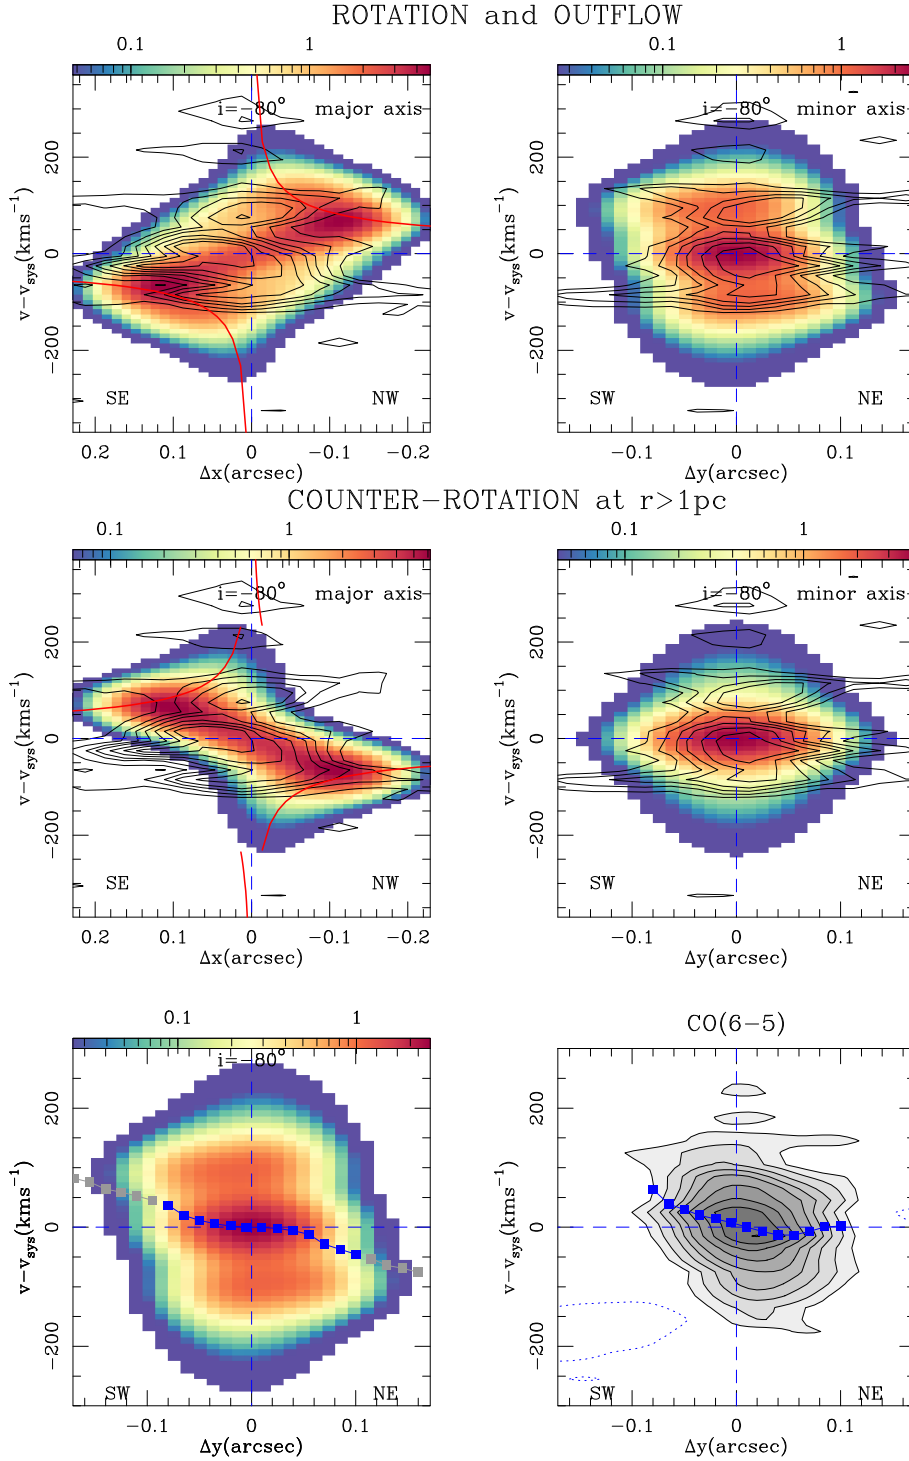 ROTATION and OUTFLOW
0.1 1 0.1 1
i=−80° major axis i=−80° minor axis
v−v_sys(kms⁻¹) 200 0 −200
v−v_sys(kms⁻¹) 200 0 −200
SE NW SW NE
0.2 0.1 0 −0.1 −0.2 −0.1 0 0.1
Δx(arcsec) Δy(arcsec)
COUNTER−ROTATION at r>1pc
0.1 1 0.1 1
i=−80° major axis i=−80° minor axis
v−v_sys(kms⁻¹) 200 0 −200
v−v_sys(kms⁻¹) 200 0 −200
SE NW SW NE
0.2 0.1 0 −0.1 −0.2 −0.1 0 0.1
Δx(arcsec) Δy(arcsec)
0.1 1 CO(6−5)
i=−80°
v−v_sys(kms⁻¹) 200 0 −200
v−v_sys(kms⁻¹) 200 0 −200
SW NE SW NE
−0.1 0 0.1 −0.1 0 0.1
Δy(arcsec) Δy(arcsec)